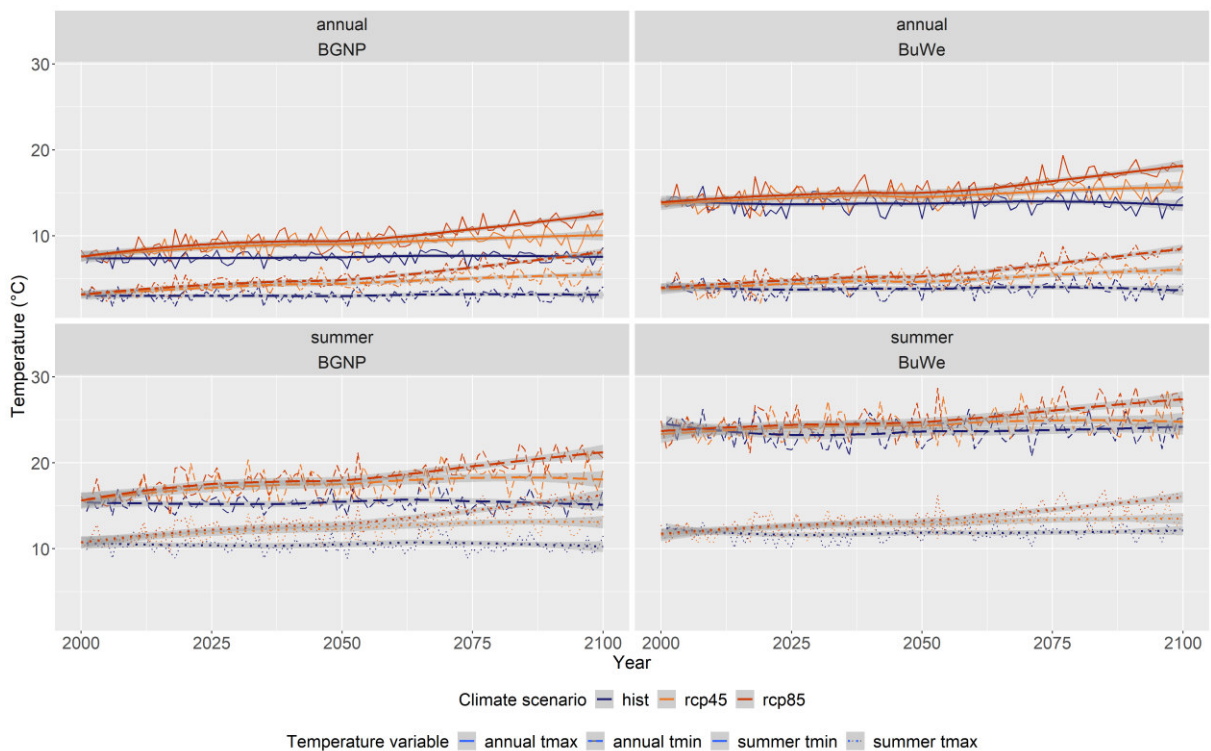 annual
BGNP
annual
BuWe
30
20
10
Temperature (°C)
summer
BGNP
summer
BuWe
30
20
10
2000 2025 2050 2075 2100 2000 2025 2050 2075 2100
Year
Climate scenario hist rcp45 rcp85
Temperature variable annual tmax annual tmin summer tmin summer tmax